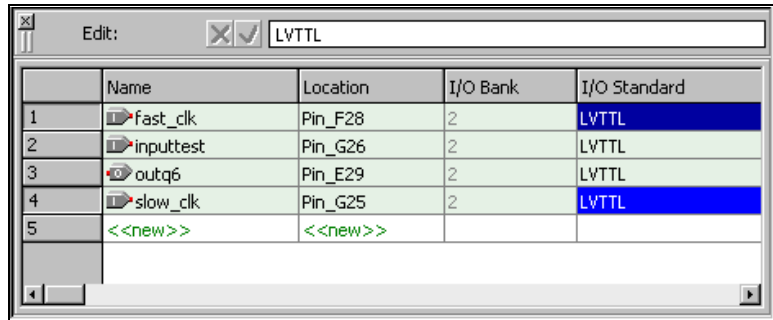 Edit: LVTTL
Name Location I/O Bank I/O Standard
1 fast_clk Pin_F28 2 LVTTL
2 inputtest Pin_G26 2 LVTTL
3 outq6 Pin_E29 2 LVTTL
4 slow_clk Pin_G25 2 LVTTL
5 <<new>> <<new>>